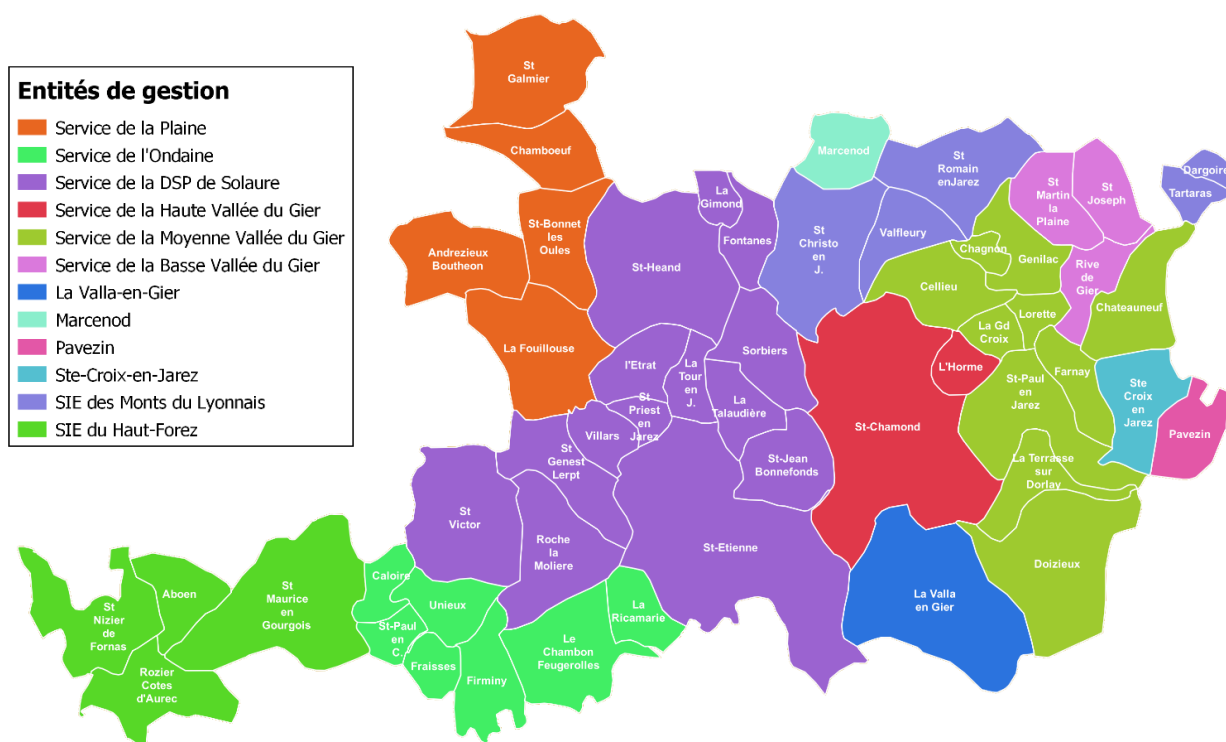 Entités de gestion
Service de la Plaine
Service de l'Ondaine
Service de la DSP de Solaure
Service de la Haute Vallée du Gier
Service de la Moyenne Vallée du Gier
Service de la Basse Vallée du Gier
La Valla-en-Gier
Marcenod
Pavezin
Ste-Croix-en-Jarez
SIE des Monts du Lyonnais
SIE du Haut-Forez
St
Galmier
Chamboeuf
St-Bonnet
les
Oules
Andrezieux
Boutheon
La Fouillouse
La
Gimond
Fontanes
St-Heand
l'Etrat
La
Tour
en
J.
Sorbiers
La
Talaudière
St
Priest
en
Jarez
Villars
St
Genest
Lerpt
St-Jean
Bonnefonds
St
Victor
Roche
la
Moliere
St-Etienne
Marcenod
St
Christo
en
J.
St
Romain
enJarez
Valfleury
Dargoire
Tartaras
St
Martin
la
Plaine
St
Joseph
Rive
de
Gier
Chagnon
Genilac
Cellieu
Lorette
La Gd
Croix
Chateauneuf
Farnay
St-Paul
en
Jarez
La Terrasse
sur
Dorlay
Doizieux
L'Horme
St-Chamond
Ste
Croix
en
Jarez
Pavezin
La Valla
en Gier
Caloire
Unieux
St-Paul
en
C.
Fraisses
Firminy
Le
Chambon
Feugerolles
La
Ricamarie
St
Maurice
en
Gourgois
Aboen
St
Nizier
de
Fornas
Rozier
Cotes
d'Aurec